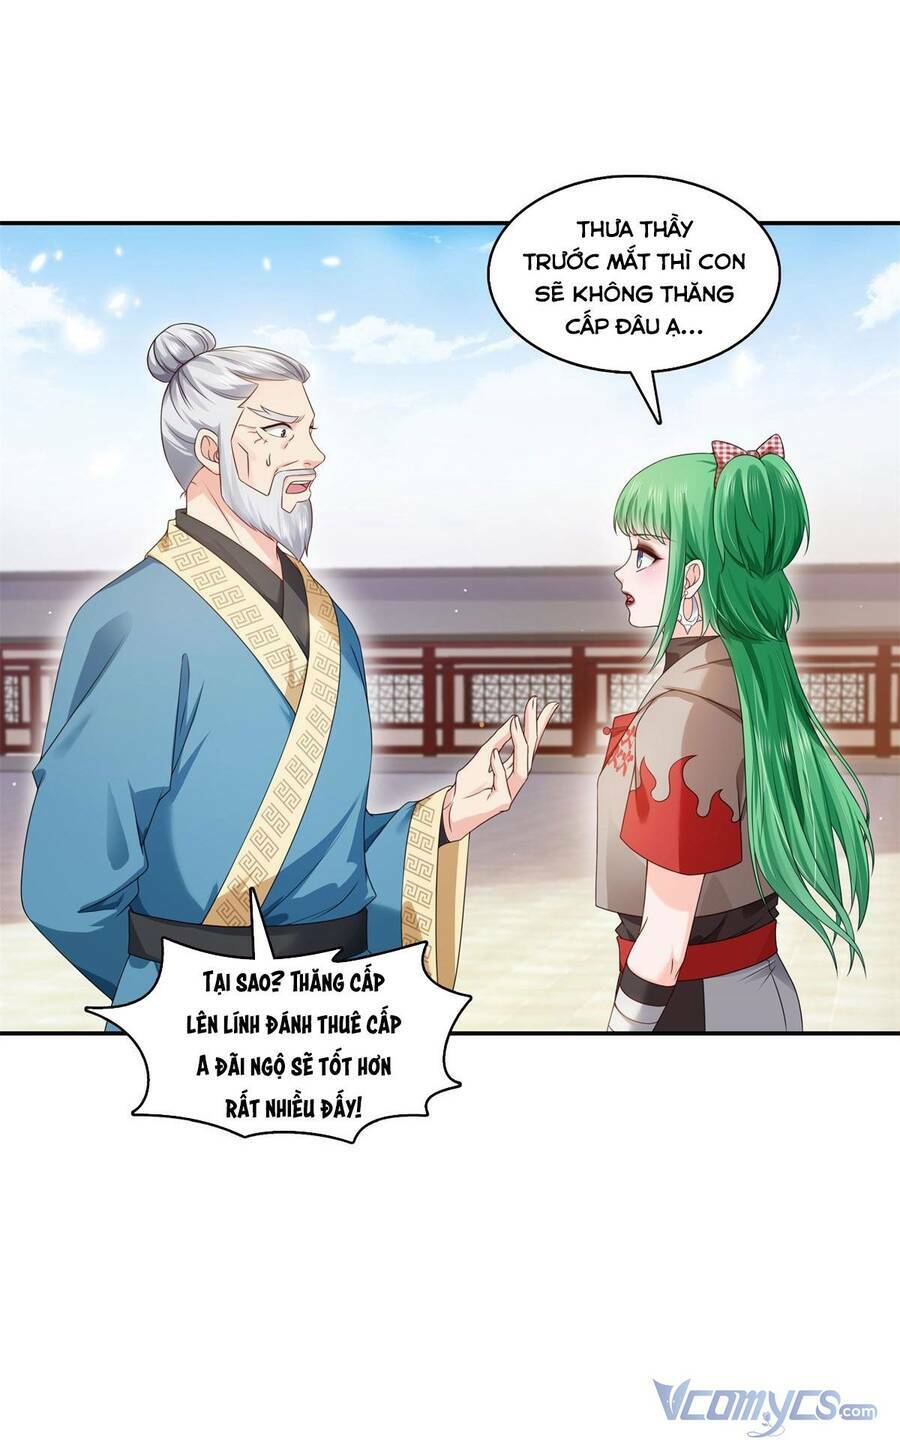 THƯA THẦY
TRƯỚC MẮT THÌ CON
SẼ KHÔNG THĂNG
CẤP ĐÂU Ạ...
TẠI SAO? THĂNG CẤP
LÊN LÍNH ĐÁNH THUÊ CẤP
A ĐÃI NGỘ SẼ TỐT HƠN
RẤT NHIỀU ĐẤY!
VCOMYCS.com